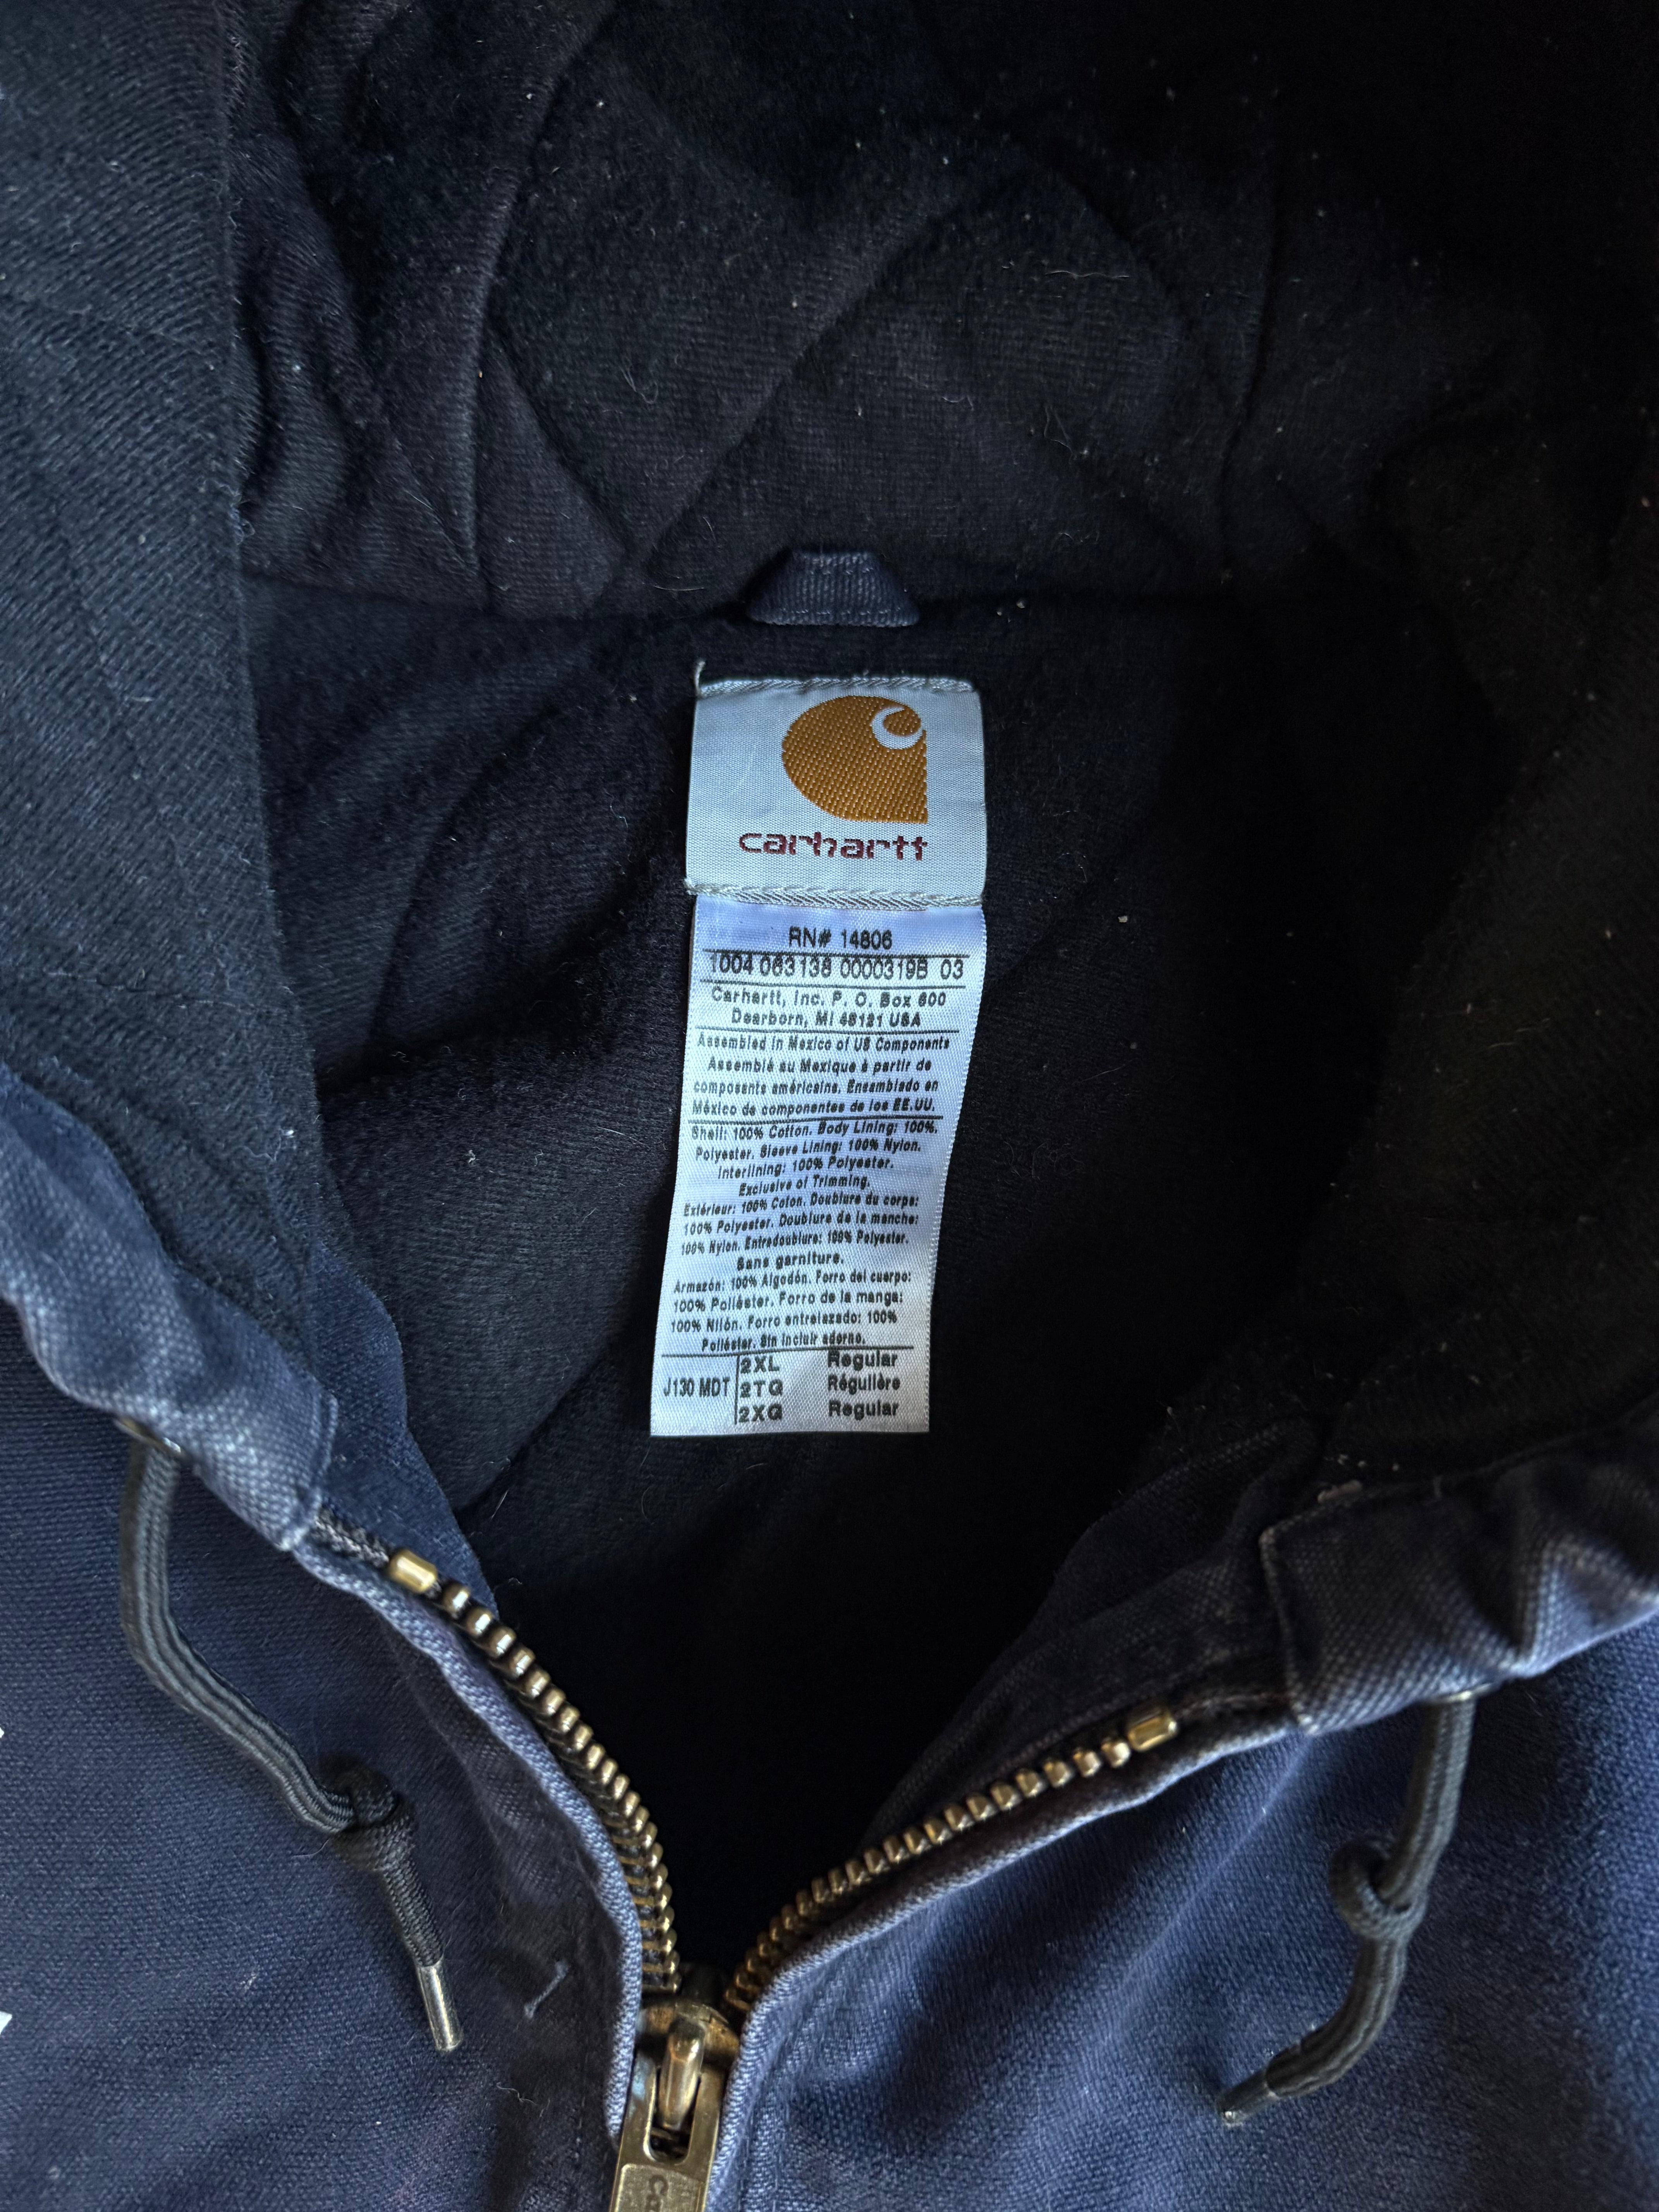 carhartt
RN# 14806
1004 063138 0000319B 03
Carhartt, Inc. P. O. Box 600
Dearborn, MI 48121 USA
Assembled in Mexico of US Components
Assemblé au Mexique à partir de
composants américains. Ensamblado en
México de componentes de los EE.UU.
Shell: 100% Cotton. Body Lining: 100%.
Polyester. Sleeve Lining: 100% Nylon.
Interlining: 100% Polyester.
Exclusive of Trimming.
Extérieur: 100% Coton. Doublure du corps:
100% Polyester. Doublure de la manche:
100% Nylon. Entredoublure: 100% Polyester.
Sans garniture.
Armazón: 100% Algodón. Forro del cuerpo:
100% Poliéster. Forro de la manga:
100% Nilón. Forro entrelazado: 100%
Poliéster. Sin incluir adorno.
2XL Regular
J130 MDT 2TG Régulière
2XG Regular